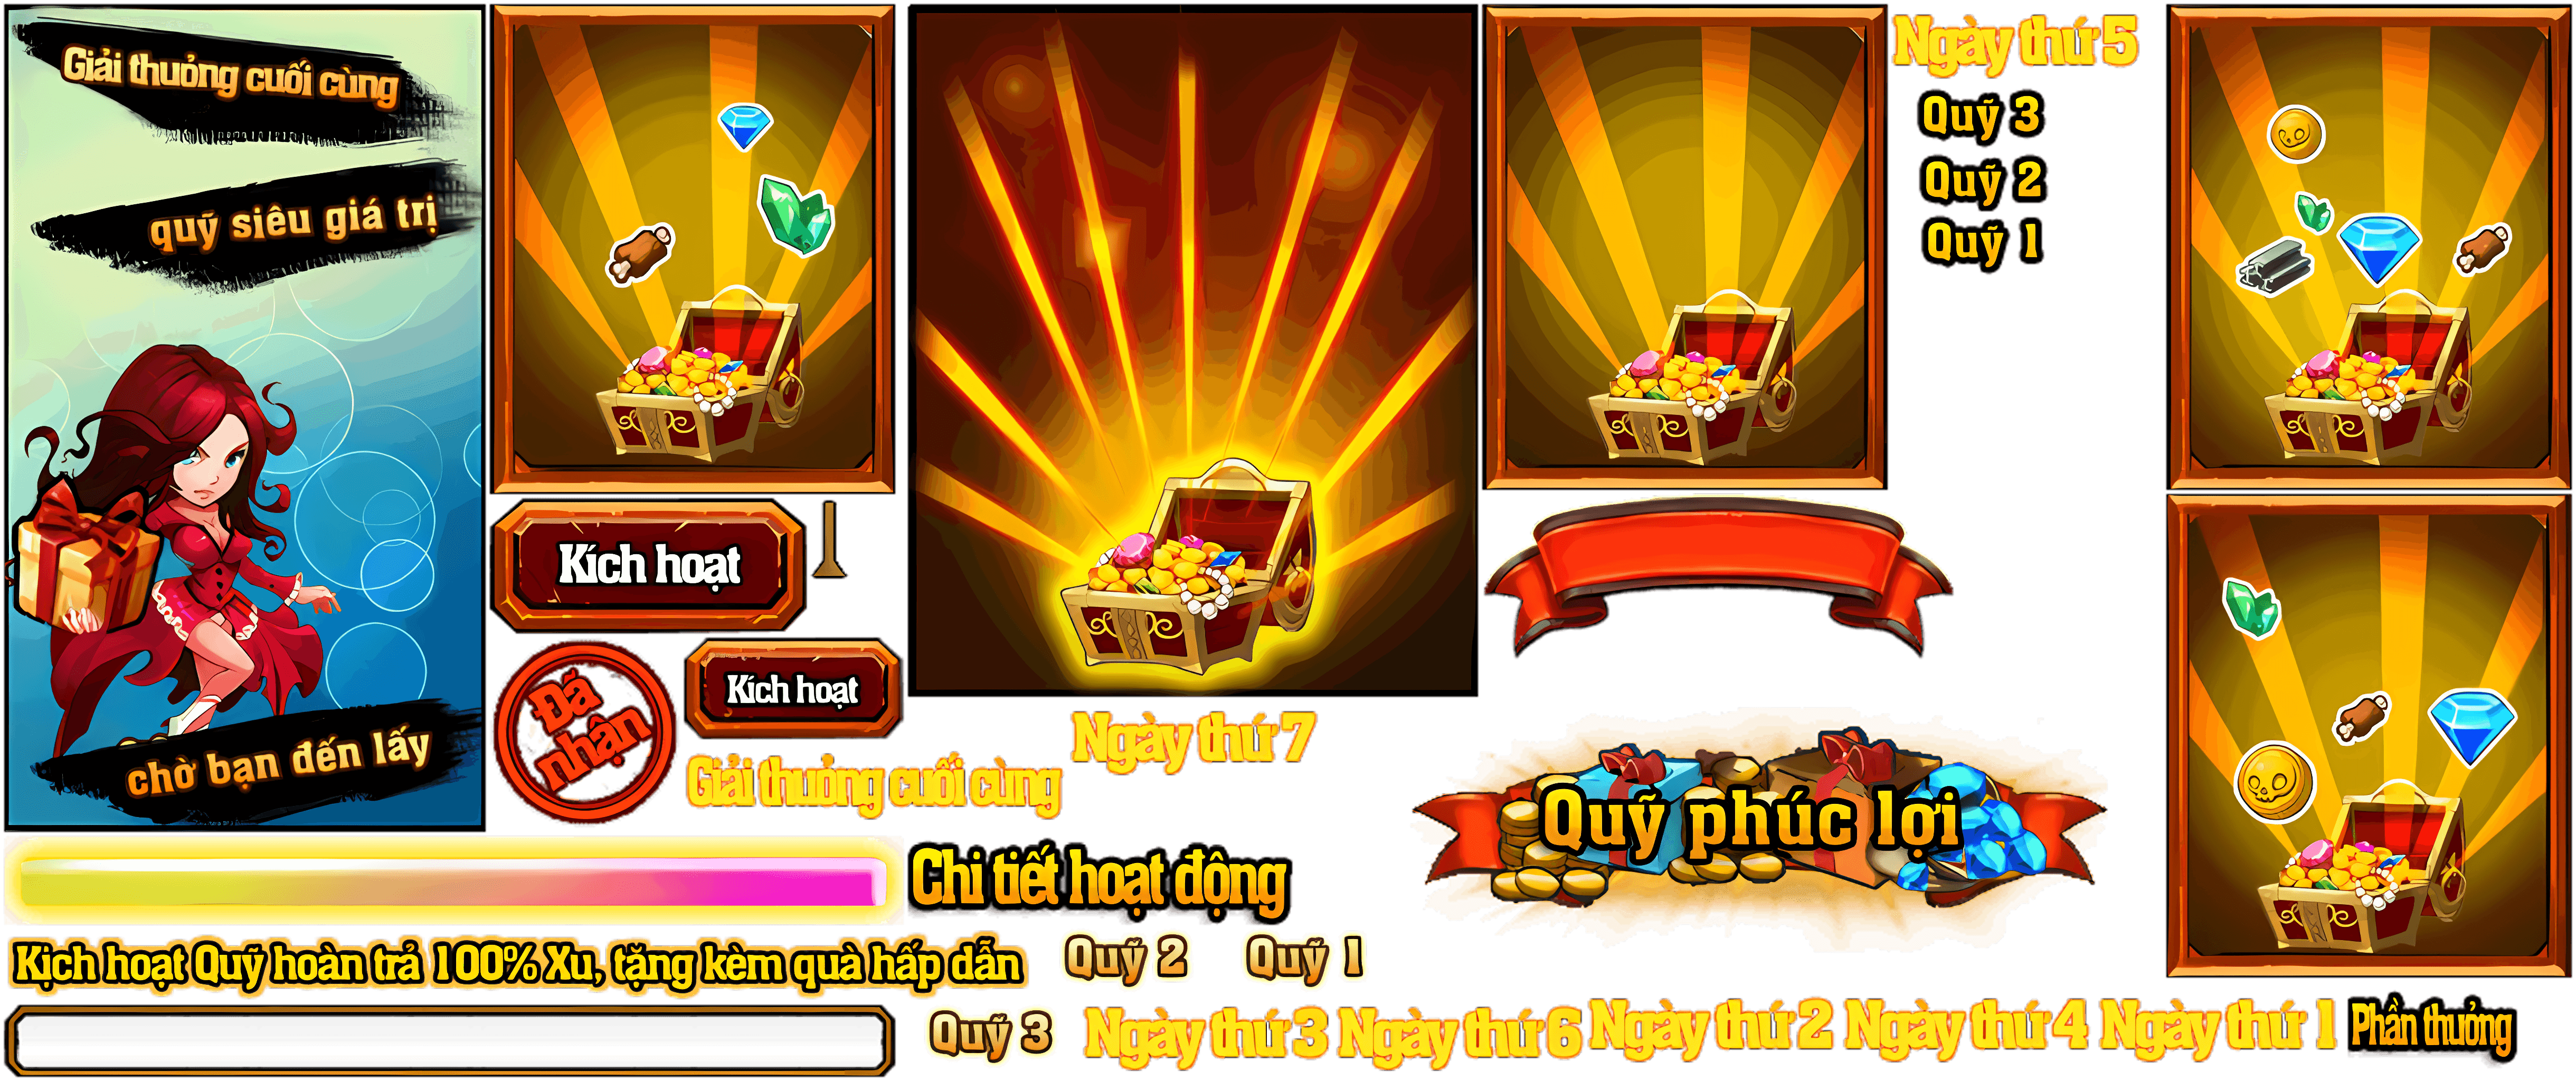 Giải thưởng cuối cùng
quỹ siêu giá trị
chờ bạn đến lấy
Kích hoạt
Đã
nhận
Kích hoạt
Giải thưởng cuối cùng
Ngày thứ 7
Ngày thứ 5
Quỹ 3
Quỹ 2
Quỹ 1
Quỹ phúc lợi
Chi tiết hoạt động
Kịch hoạt Quỹ hoàn trả 100% Xu, tặng kèm quà hấp dẫn
Quỹ 2
Quỹ 1
Quỹ 3
Ngày thứ 3
Ngày thứ 6
Ngày thứ 2
Ngày thứ 4
Ngày thứ 1
Phần thưởng